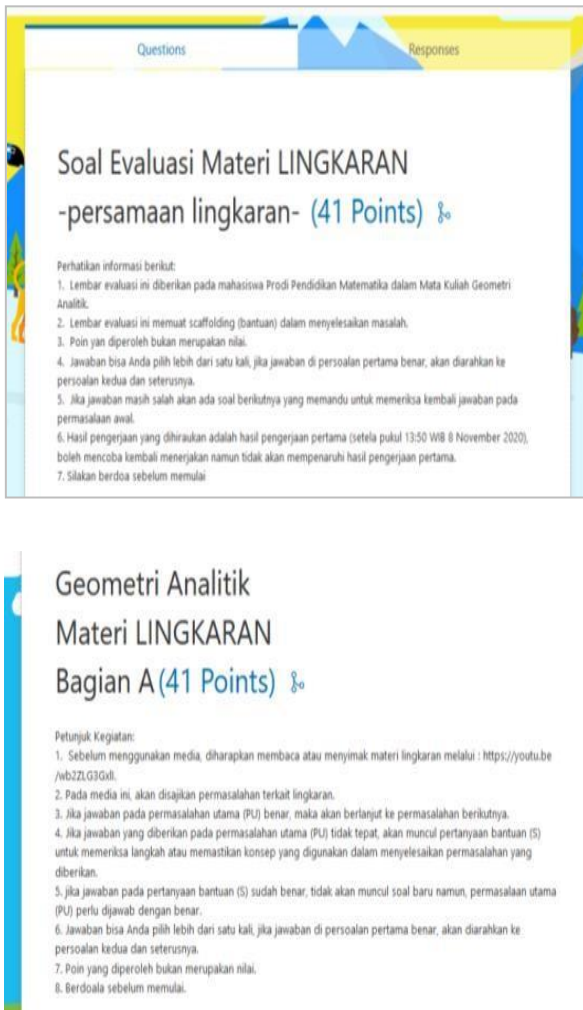 Questions
Responses
Soal Evaluasi Materi LINGKARAN
-persamaan lingkaran- (41 Points)
Perhatikan informasi berikut:
1. Lembar evaluasi ini diberikan pada mahasiswa Prodi Pendidikan Matematika dalam Mata Kuliah Geometri
Analitik.
2. Lembar evaluasi ini memuat scaffolding (bantuan) dalam menyelesaikan masalah.
3. Poin yan diperoleh bukan merupakan nilai.
4. Jawaban bisa Anda pilih lebih dari satu kali, jika jawaban di persoalan pertama benar, akan diarahkan ke
persoalan kedua dan seterusnya.
5. Jika jawaban masih salah akan ada soal berikutnya yang memandu untuk memeriksa kembali jawaban pada
permasalaan awal.
6. Hasil pengerjaan yang dihiraukan adalah hasil pengerjaan pertama (setela pukul 13:50 WIB 8 November 2020),
boleh mencoba kembali menerjakan namun tidak akan mempenaruhi hasil pengerjaan pertama.
7. Silakan berdoa sebelum memulai
Geometri Analitik
Materi LINGKARAN
Bagian A (41 Points)
Petunjuk Kegiatan:
1. Sebelum menggunakan media, diharapkan membaca atau menyimak materi lingkaran melalui : https://youtu.be
2. Pada media ini, akan disajikan permasalahan terkait lingkaran.
3. Jika jawaban pada permasalahan utama (PU) benar, maka akan berlanjut ke permasalahan berikutnya.
4. Jika jawaban yang diberikan pada permasalahan utama (PU) tidak tepat, akan muncul pertanyaan bantuan (S)
untuk memeriksa langkah atau memastikan konsep yang digunakan dalam menyelesaikan permasalahan yang
diberikan.
5. jika jawaban pada pertanyaan bantuan (S) sudah benar, tidak akan muncul soal baru namun, permasalaan utama
(PU) perlu dijawab dengan benar.
6. Jawaban bisa Anda pilih lebih dari satu kali, jika jawaban di persoalan pertama benar, akan diarahkan ke
persoalan kedua dan seterusnya.
7. Poin yang diperoleh bukan merupakan nilai.
8. Berdoala sebelum memulai.